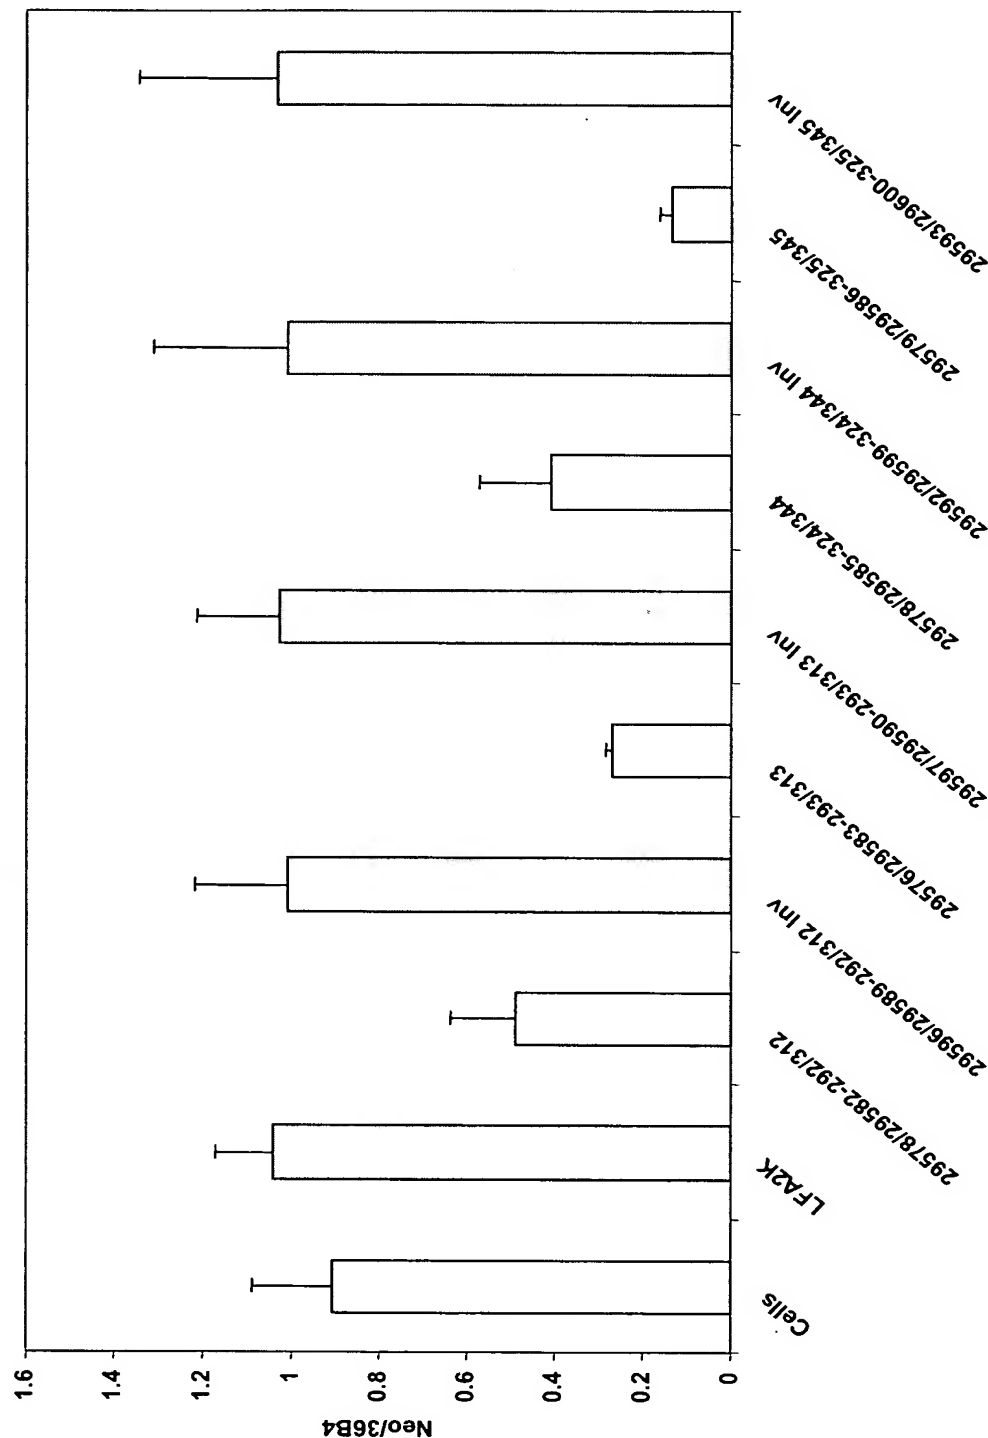 Neo/36B4
1.6
1.4
1.2
1
0.8
0.6
0.4
0.2
0
Cells
LFA2K
29578/29582-292/312
29596/29589-292/312 Inv
29576/29583-293/313
29597/29590-293/313 Inv
29578/29585-324/344
29592/29599-324/344 Inv
29579/29586-325/345
29593/29600-325/345 Inv